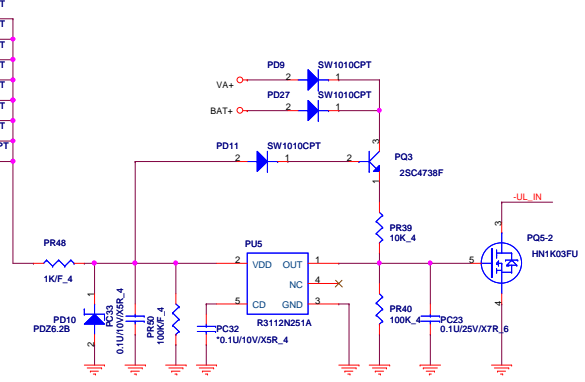 T
T
T
T
T
T
T
PT
PD9 SW1010CPT
VA+ 2 1
PD27 SW1010CPT
BAT+ 2 1
PD11 SW1010CPT
2 1 2 3 PQ3
1 2SC4738F
-UL_IN
PR39
10K_4
3
PQ5-2
HN1K03FU
5
4
PR48
1K/F_4
PU5
2 VDD OUT 1
NC 4
5 CD GND 3
R3112N251A
1
PD10
PDZ6.2B
2
PC33
0.1U/10V/X5R_4
PR50
100K/F_4
PC32
*0.1U/10V/X5R_4
PR40
100K_4
PC23
0.1U/25V/X7R_6